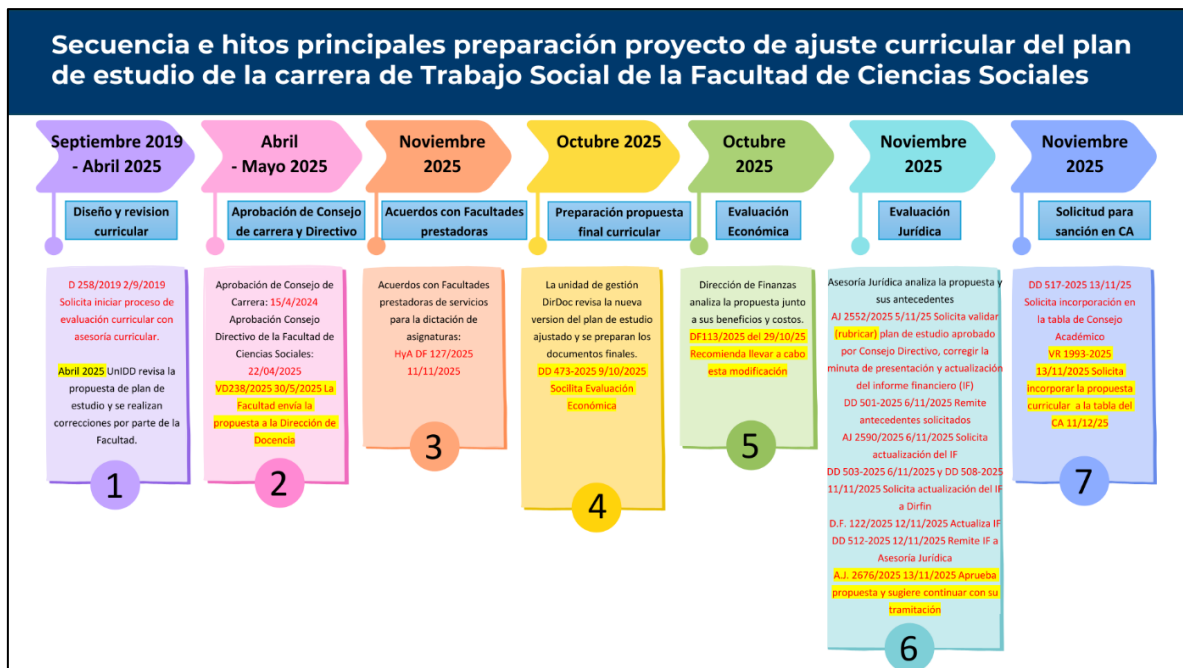 Secuencia e hitos principales preparación proyecto de ajuste curricular del plan
de estudio de la carrera de Trabajo Social de la Facultad de Ciencias Sociales
Septiembre 2019
- Abril 2025
Diseño y revision
curricular
D 258/2019 2/9/2019
Solicita iniciar proceso de
evaluación curricular con
asesoría curricular.
Abril 2025 UnIDD revisa la
propuesta de plan de
estudio y se realizan
correcciones por parte de la
Facultad.
1
Abril
- Mayo 2025
Aprobación de Consejo
de carrera y Directivo
Aprobación de Consejo de
Carrera: 15/4/2024
Aprobación Consejo
Directivo de la Facultad de
Ciencias Sociales:
22/04/2025
VD238/2025 30/5/2025 La
Facultad envía la
propuesta a la Dirección de
Docencia
2
Noviembre
2025
Acuerdos con Facultades
prestadoras
Acuerdos con Facultades
prestadoras de servicios
para la dictación de
asignaturas:
HyA DF 127/2025
11/11/2025
3
Octubre 2025
Preparación propuesta
final curricular
La unidad de gestión
DirDoc revisa la nueva
version del plan de estudio
ajustado y se preparan los
documentos finales.
DD 473-2025 9/10/2025
Socilita Evaluación
Económica
4
Octubre
2025
Evaluación
Económica
Dirección de Finanzas
analiza la propuesta junto
a sus beneficios y costos.
DF113/2025 del 29/10/25
Recomienda llevar a cabo
esta modificación
5
Noviembre
2025
Evaluación
Jurídica
Asesoría Jurídica analiza la propuesta y
sus antecedentes
AJ 2552/2025 5/11/25 Solicita validar
(rubricar) plan de estudio aprobado
por Consejo Directivo, corregir la
minuta de presentación y actualización
del informe financiero (IF)
DD 501-2025 6/11/25 Remite
antecedentes solicitados
AJ 2590/2025 6/11/25 Solicita
actualización del IF
DD 503-2025 6/11/25 y DD 508-2025
11/11/2025 Solicita actualización del IF
a Dirfin
D.F. 122/2025 12/11/2025 Actualiza IF
DD 512-2025 12/11/2025 Remite IF a
Asesoría Jurídica
A.J. 2676/2025 13/11/2025 Aprueba
propuesta y sugiere continuar con su
tramitación
6
Noviembre
2025
Solicitud para
sanción en CA
DD 517-2025 13/11/25
Solicita incorporación en
la tabla de Consejo
Académico
VR 1993-2025
13/11/2025 Solicita
incorporar la propuesta
curricular a la tabla del
CA 11/12/25
7